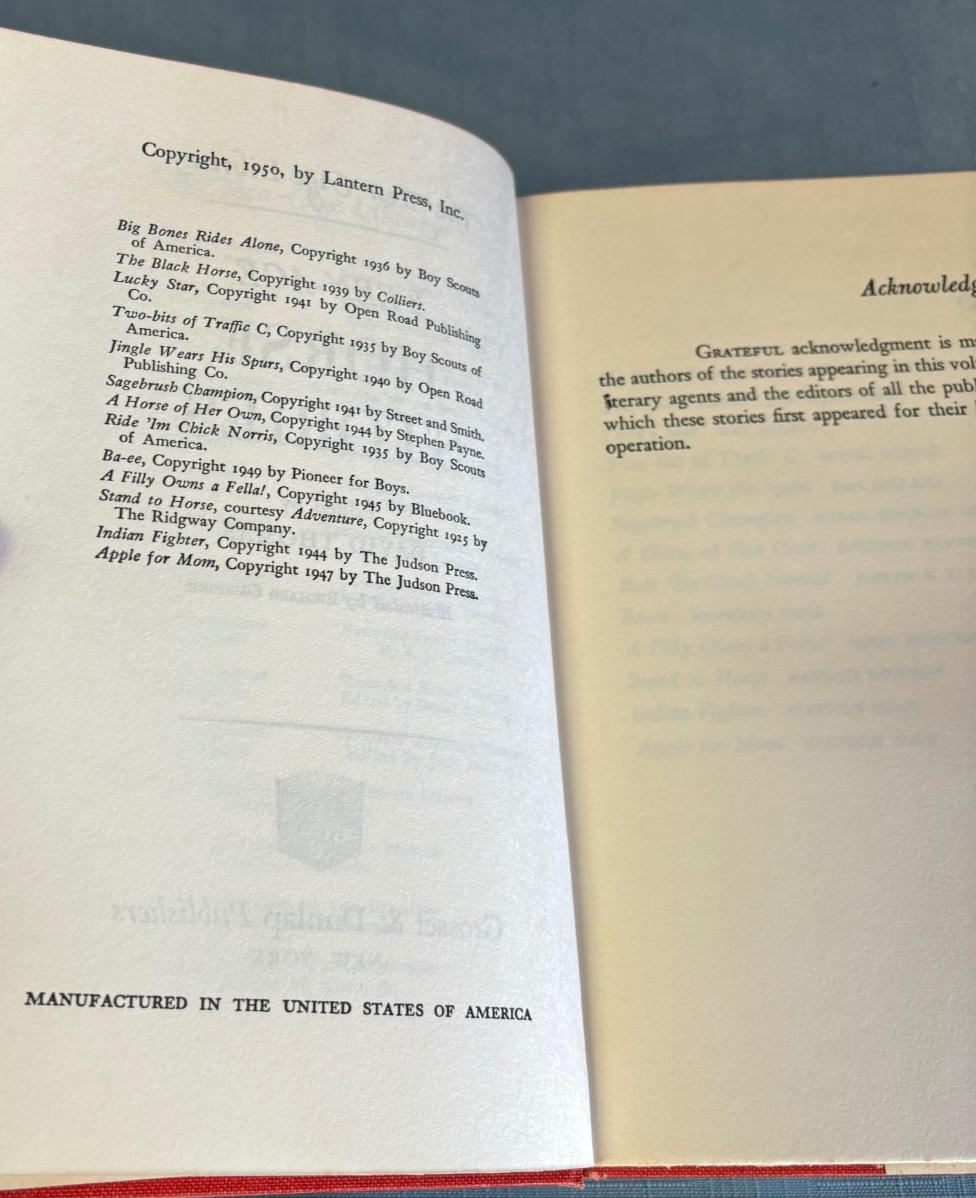 Copyright, 1950, by Lantern Press, Inc.
Big Bones Rides Alone, Copyright 1936 by Boy Scouts
of America.
The Black Horse, Copyright 1939 by Colliers.
Lucky Star, Copyright 1941 by Open Road Publishing
Co.
Two-bits of Traffic C, Copyright 1935 by Boy Scouts of
America.
Jingle Wears His Spurs, Copyright 1940 by Open Road
Publishing Co.
Sagebrush Champion, Copyright 1941 by Street and Smith.
A Horse of Her Own, Copyright 1944 by Stephen Payne.
Ride 'Im Chick Norris, Copyright 1935 by Boy Scouts
of America.
Ba-ee, Copyright 1949 by Pioneer for Boys.
A Filly Owns a Fella!, Copyright 1945 by Bluebook.
Stand to Horse, courtesy Adventure, Copyright 1925 by
The Ridgway Company.
Indian Fighter, Copyright 1944 by The Judson Press.
Apple for Mom, Copyright 1947 by The Judson Press.
Grosset & Dunlap Publishers
NEW YORK
MANUFACTURED IN THE UNITED STATES OF AMERICA
Acknowledg
GRATEFUL acknowledgment is m
the authors of the stories appearing in this vol
iterary agents and the editors of all the publ
which these stories first appeared for their
operation.